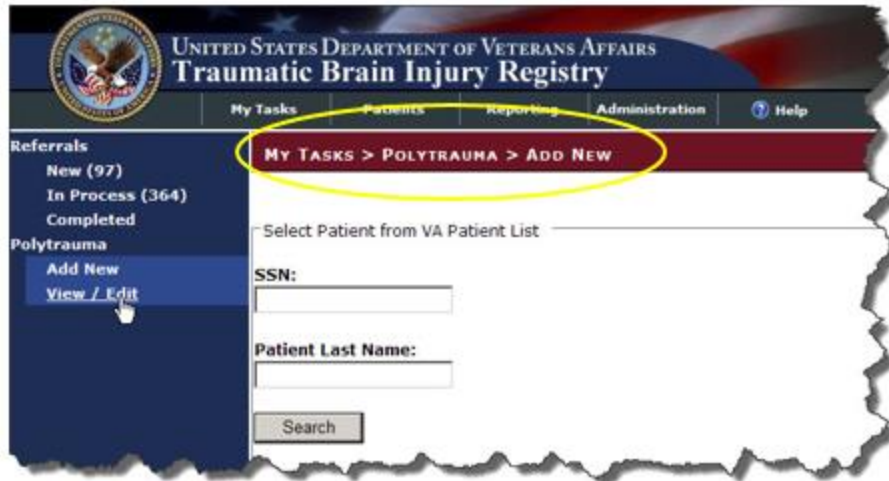 UNITED STATES DEPARTMENT OF VETERANS AFFAIRS
Traumatic Brain Injury Registry
My Tasks Patients Reporting Administration ? Help
Referrals
New (97)
In Process (364)
Completed
Polytrauma
Add New
View / Edit
MY TASKS > POLYTRAUMA > ADD NEW
Select Patient from VA Patient List
SSN:
Patient Last Name:
Search